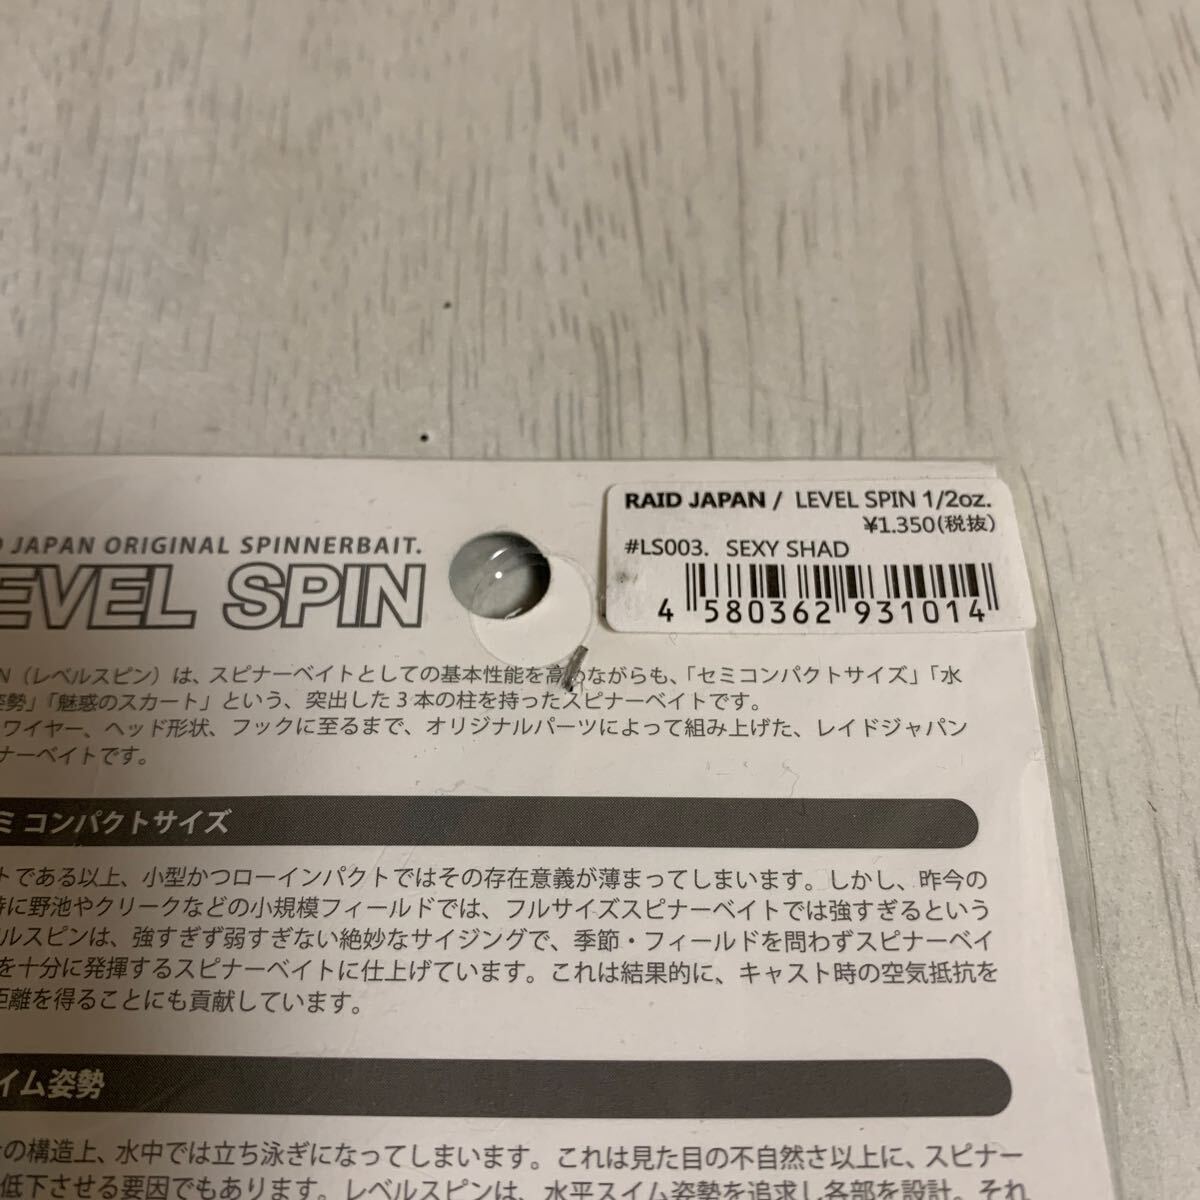 JAPAN ORIGINAL SPINNERBAIT.
EVEL SPIN
RAID JAPAN / LEVEL SPIN 1/2oz.
¥1.350(税抜)
#LS003. SEXY SHAD
4 580362 931014
N（レベルスピン）は、スピナーベイトとしての基本性能を高めながらも、「セミコンパクトサイズ」「水
姿勢」「魅惑のスカート」という、突出した３本の柱を持ったスピナーベイトです。
ワイヤー、ヘッド形状、フックに至るまで、オリジナルパーツによって組み上げた、レイドジャパン
ナーベイトです。
ミコンパクトサイズ
トである以上、小型かつローインパクトではその存在意義が薄まってしまいます。しかし、昨今の
特に野池やクリークなどの小規模フィールドでは、フルサイズスピナーベイトでは強すぎるという
ルスピンは、強すぎず弱すぎない絶妙なサイジングで、季節・フィールドを問わずスピナーベイ
を十分に発揮するスピナーベイトに仕上げています。これは結果的に、キャスト時の空気抵抗を
距離を得ることにも貢献しています。
イム姿勢
の構造上、水中では立ち泳ぎになってしまいます。これは見た目の不自然さ以上に、スピナー
低下させる要因でもあります。レベルスピンは、水平スイム姿勢を追求し各部を設計。それ